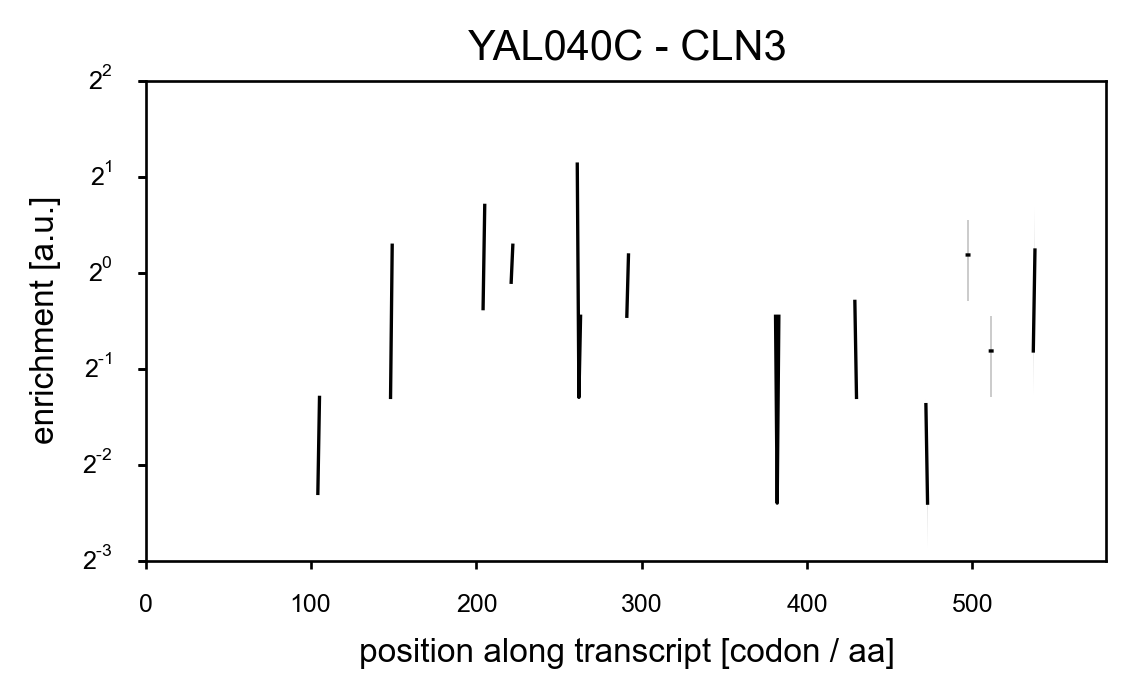 YAL040C - CLN3
2^2
2^1
2^0
2^-1
2^-2
2^-3
enrichment [a.u.]
0 100 200 300 400 500
position along transcript [codon / aa]